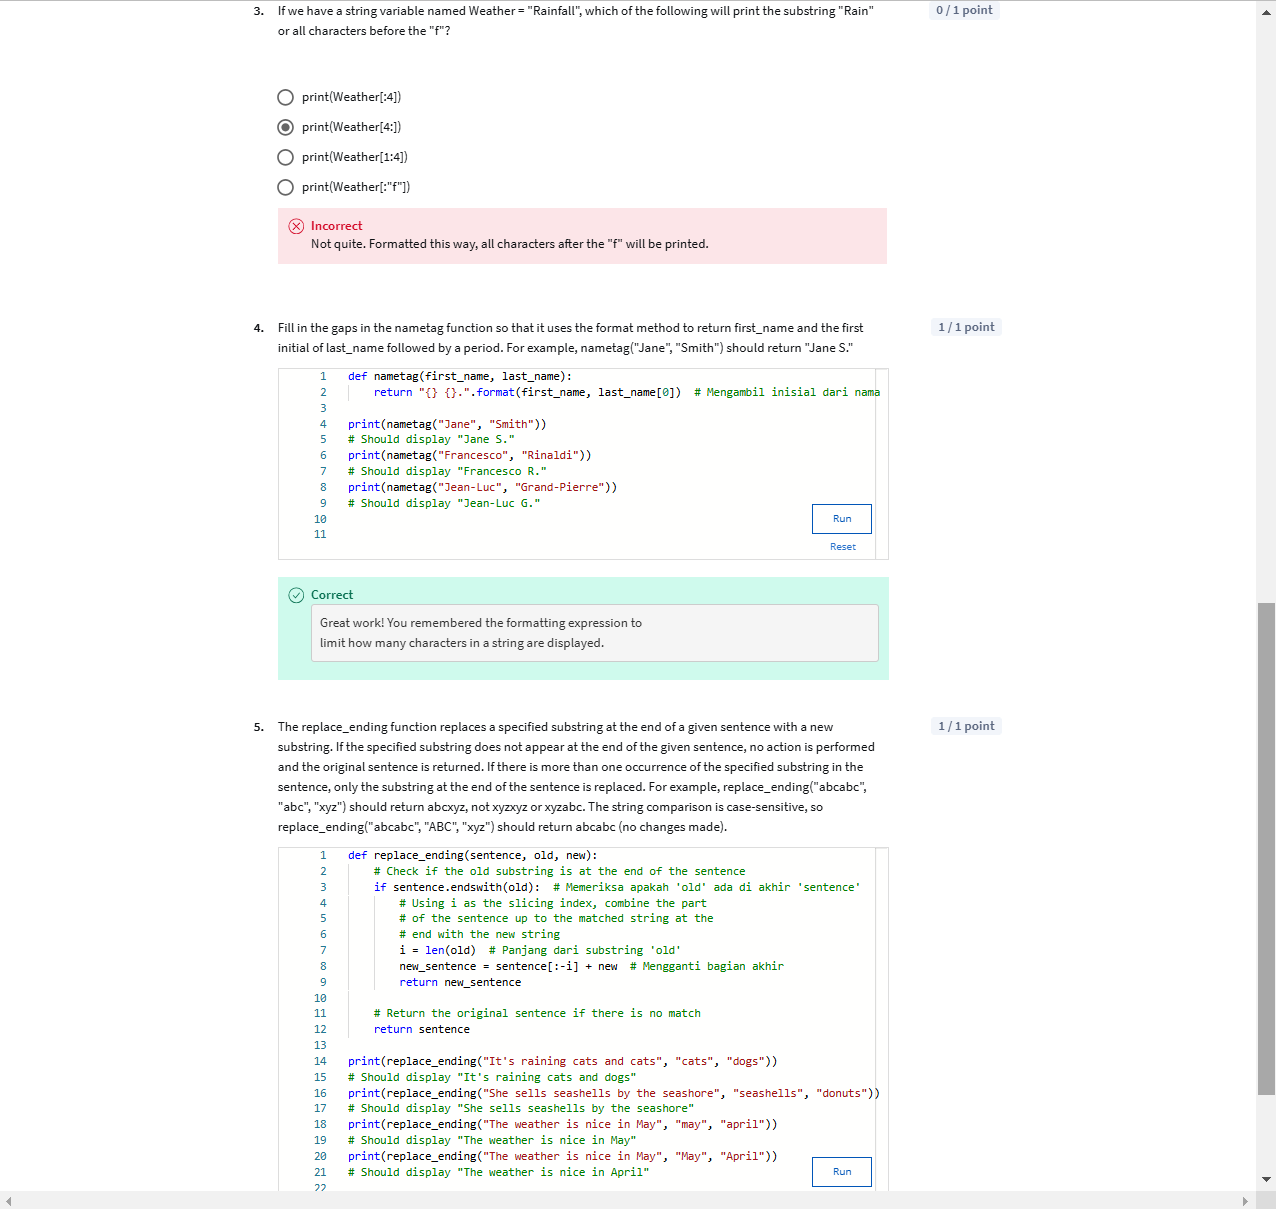 3. If we have a string variable named Weather = "Rainfall", which of the following will print the substring "Rain" 0 / 1 point
or all characters before the "f"?
print(Weather[:4])
print(Weather[4:])
print(Weather[1:4])
print(Weather[:"f"])
Incorrect
Not quite. Formatted this way, all characters after the "f" will be printed.
4. Fill in the gaps in the nametag function so that it uses the format method to return first_name and the first 1 / 1 point
initial of last_name followed by a period. For example, nametag("Jane", "Smith") should return "Jane S."
1 def nametag(first_name, last_name):
2     return "{} {}.".format(first_name, last_name[0])  # Mengambil inisial dari nama
3
4 print(nametag("Jane", "Smith"))
5 # Should display "Jane S."
6 print(nametag("Francesco", "Rinaldi"))
7 # Should display "Francesco R."
8 print(nametag("Jean-Luc", "Grand-Pierre"))
9 # Should display "Jean-Luc G."
10
11
Run
Reset
Correct
Great work! You remembered the formatting expression to
limit how many characters in a string are displayed.
5. The replace_ending function replaces a specified substring at the end of a given sentence with a new 1 / 1 point
substring. If the specified substring does not appear at the end of the given sentence, no action is performed
and the original sentence is returned. If there is more than one occurrence of the specified substring in the
sentence, only the substring at the end of the sentence is replaced. For example, replace_ending("abcabc",
"abc", "xyz") should return abcxyz, not xyzxyz or xyzabc. The string comparison is case-sensitive, so
replace_ending("abcabc", "ABC", "xyz") should return abcabc (no changes made).
1 def replace_ending(sentence, old, new):
2     # Check if the old substring is at the end of the sentence
3     if sentence.endswith(old):  # Memeriksa apakah 'old' ada di akhir 'sentence'
4         # Using i as the slicing index, combine the part
5         # of the sentence up to the matched string at the
6         # end with the new string
7         i = len(old)  # Panjang dari substring 'old'
8         new_sentence = sentence[:-i] + new  # Mengganti bagian akhir
9         return new_sentence
10
11     # Return the original sentence if there is no match
12     return sentence
13
14 print(replace_ending("It's raining cats and cats", "cats", "dogs"))
15 # Should display "It's raining cats and dogs"
16 print(replace_ending("She sells seashells by the seashore", "seashells", "donuts"))
17 # Should display "She sells seashells by the seashore"
18 print(replace_ending("The weather is nice in May", "may", "april"))
19 # Should display "The weather is nice in May"
20 print(replace_ending("The weather is nice in May", "May", "April"))
21 # Should display "The weather is nice in April"
22
Run